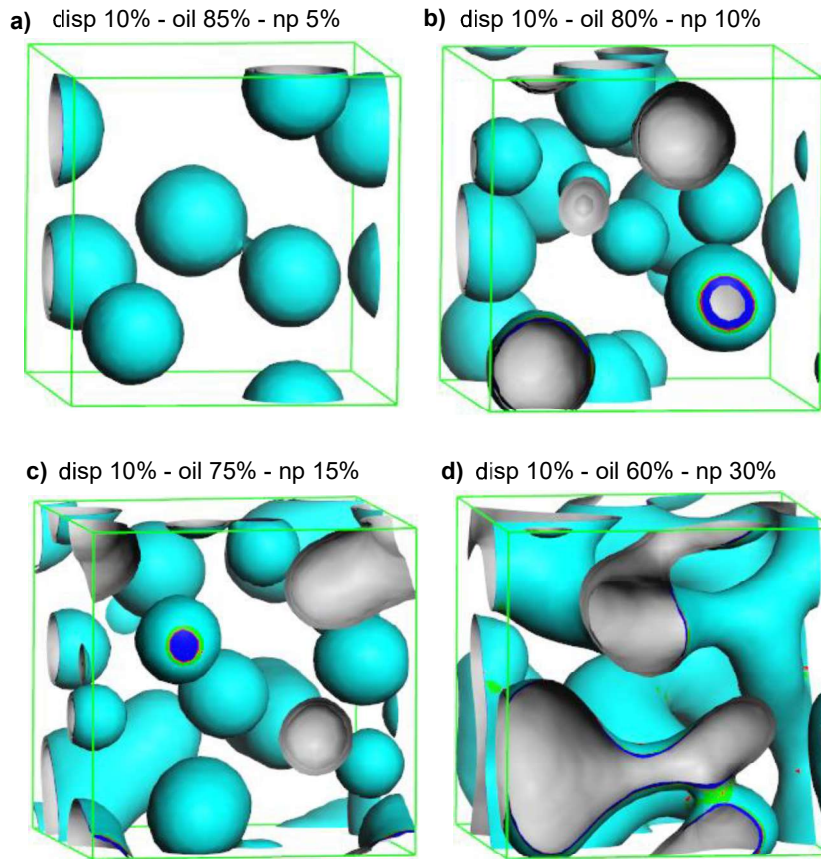 a) disp 10% - oil 85% - np 5%
b) disp 10% - oil 80% - np 10%
c) disp 10% - oil 75% - np 15%
d) disp 10% - oil 60% - np 30%